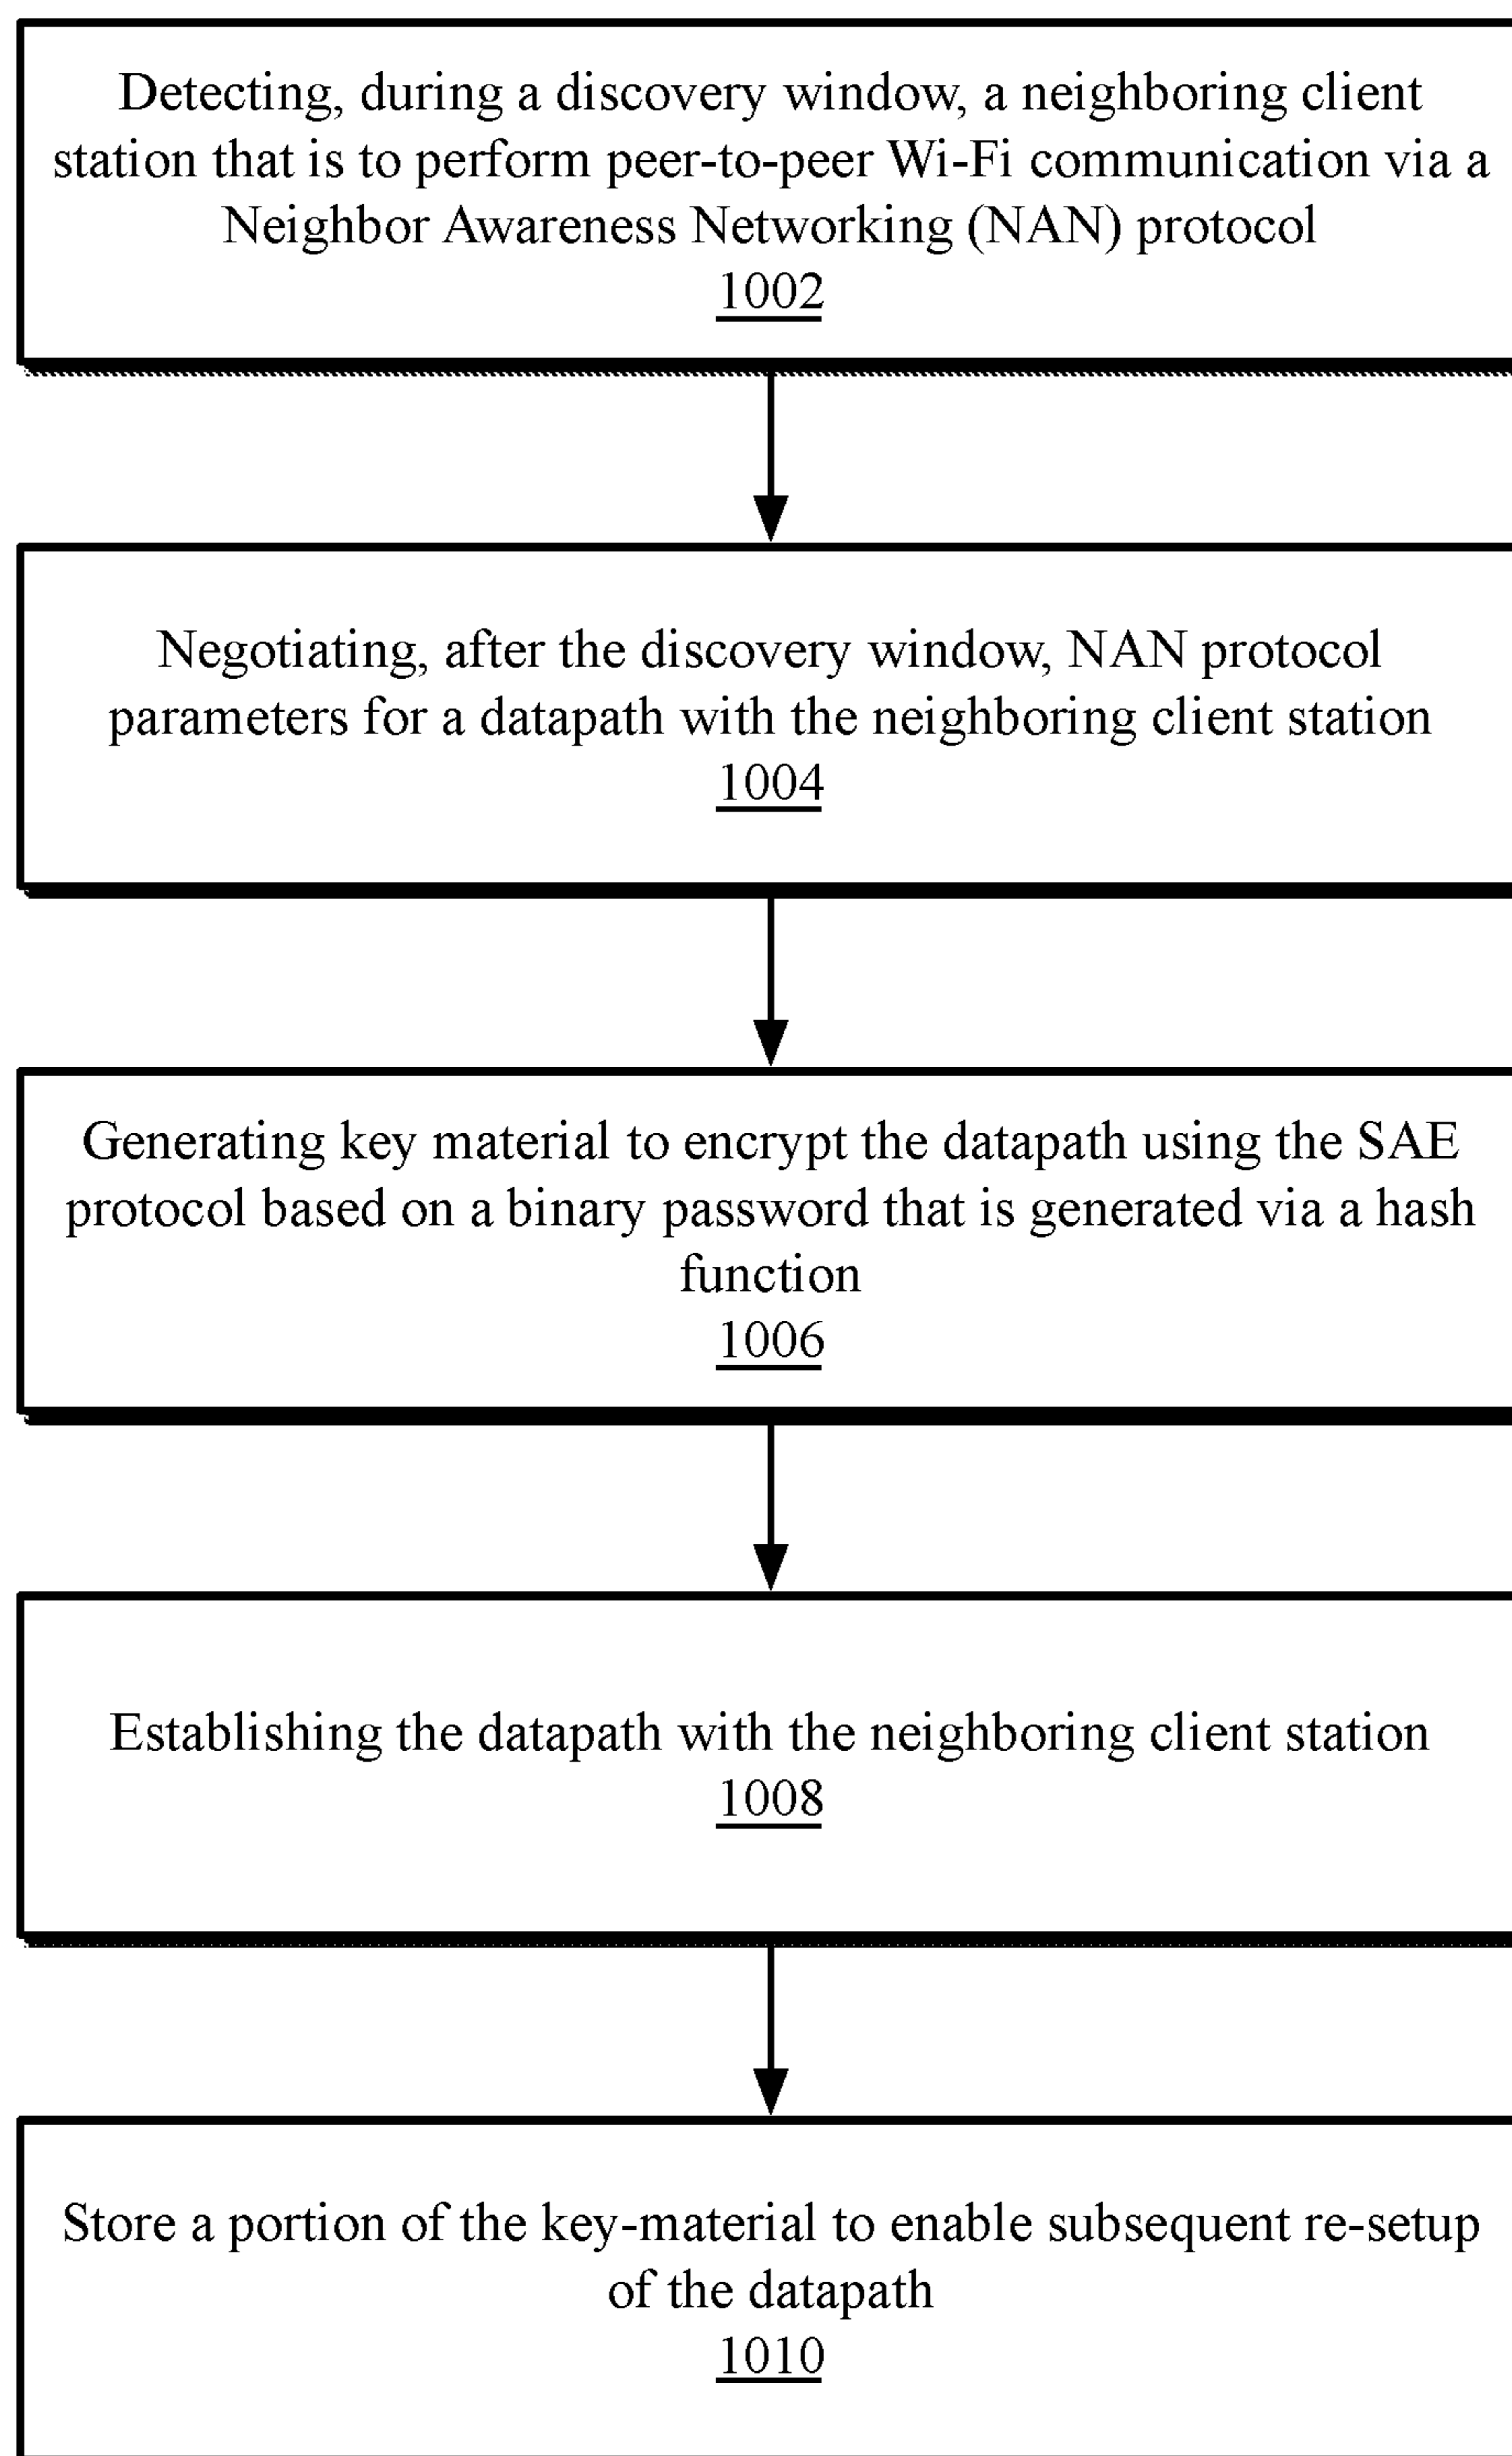 Detecting, during a discovery window, a neighboring client
station that is to perform peer-to-peer Wi-Fi communication via a
Neighbor Awareness Networking (NAN) protocol
1002
Negotiating, after the discovery window, NAN protocol
parameters for a datapath with the neighboring client station
1004
Generating key material to encrypt the datapath using the SAE
protocol based on a binary password that is generated via a hash
function
1006
Establishing the datapath with the neighboring client station
1008
Store a portion of the key-material to enable subsequent re-setup
of the datapath
1010